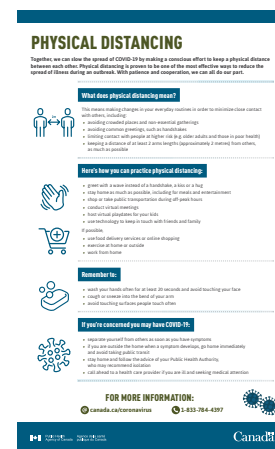 PHYSICAL DISTANCING
Together, we can slow the spread of COVID-19 by making a conscious effort to keep a physical distance
between each other. Physical distancing is proven to be one of the most effective ways to reduce the
spread of illness during an outbreak. With patience and cooperation, we can all do our part.
What does physical distancing mean?
This means making changes in your everyday routines in order to minimize close contact
with others, including:
• avoiding crowded places and non-essential gatherings
• avoiding common greetings, such as handshakes
• limiting contact with people at higher risk (e.g. older adults and those in poor health)
• keeping a distance of at least 2 arms lengths (approximately 2 metres) from others,
as much as possible
Here's how you can practice physical distancing:
• greet with a wave instead of a handshake, a kiss or a hug
• stay home as much as possible, including for meals and entertainment
• shop or take public transportation during off-peak hours
• conduct virtual meetings
• host virtual playdates for your kids
• use technology to keep in touch with friends and family
If possible,
• use food delivery services or online shopping
• exercise at home or outside
• work from home
Remember to:
• wash your hands often for at least 20 seconds and avoid touching your face
• cough or sneeze into the bend of your arm
• avoid touching surfaces people touch often
If you're concerned you may have COVID-19:
• separate yourself from others as soon as you have symptoms
• if you are outside the home when a symptom develops, go home immediately
and avoid taking public transit
• stay home and follow the advice of your Public Health Authority,
who may recommend isolation
• call ahead to a health care provider if you are ill and seeking medical attention
FOR MORE INFORMATION:
canada.ca/coronavirus 1-833-784-4397
Public Health Agence de la santé
Agency of Canada publique du Canada
Canada